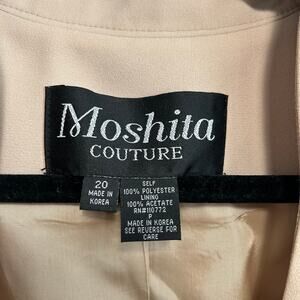 Moshita
COUTURE
20
MADE IN
KOREA
SELF
100% POLYESTER
LINING
100% ACETATE
RN#110772
P
MADE IN KOREA
SEE REVERSE FOR
CARE